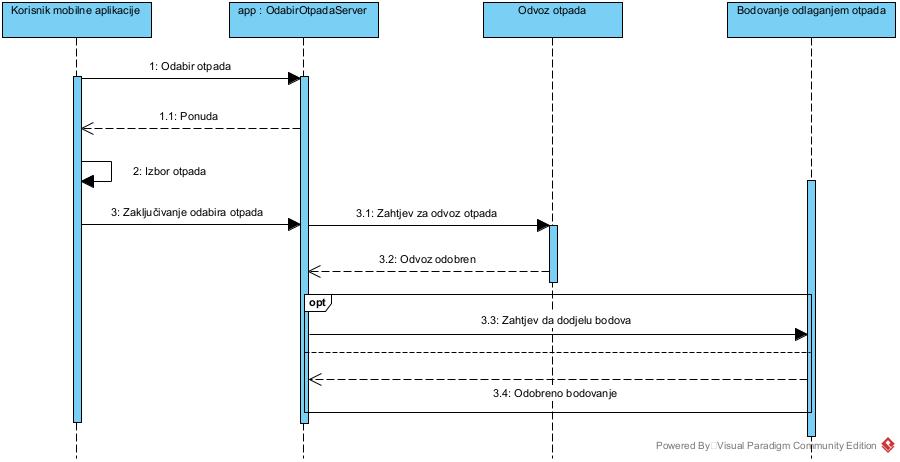 Korisnik mobilne aplikacije
app : OdabirOtpadaServer
Odvoz otpada
Bodovanje odlaganjem otpada
1: Odabir otpada
1.1: Ponuda
2: Izbor otpada
3: Zaključivanje odabira otpada
3.1: Zahtjev za odvoz otpada
3.2: Odvoz odobren
opt
3.3: Zahtjev da dodjelu bodova
3.4: Odobreno bodovanje
Powered By Visual Paradigm Community Edition